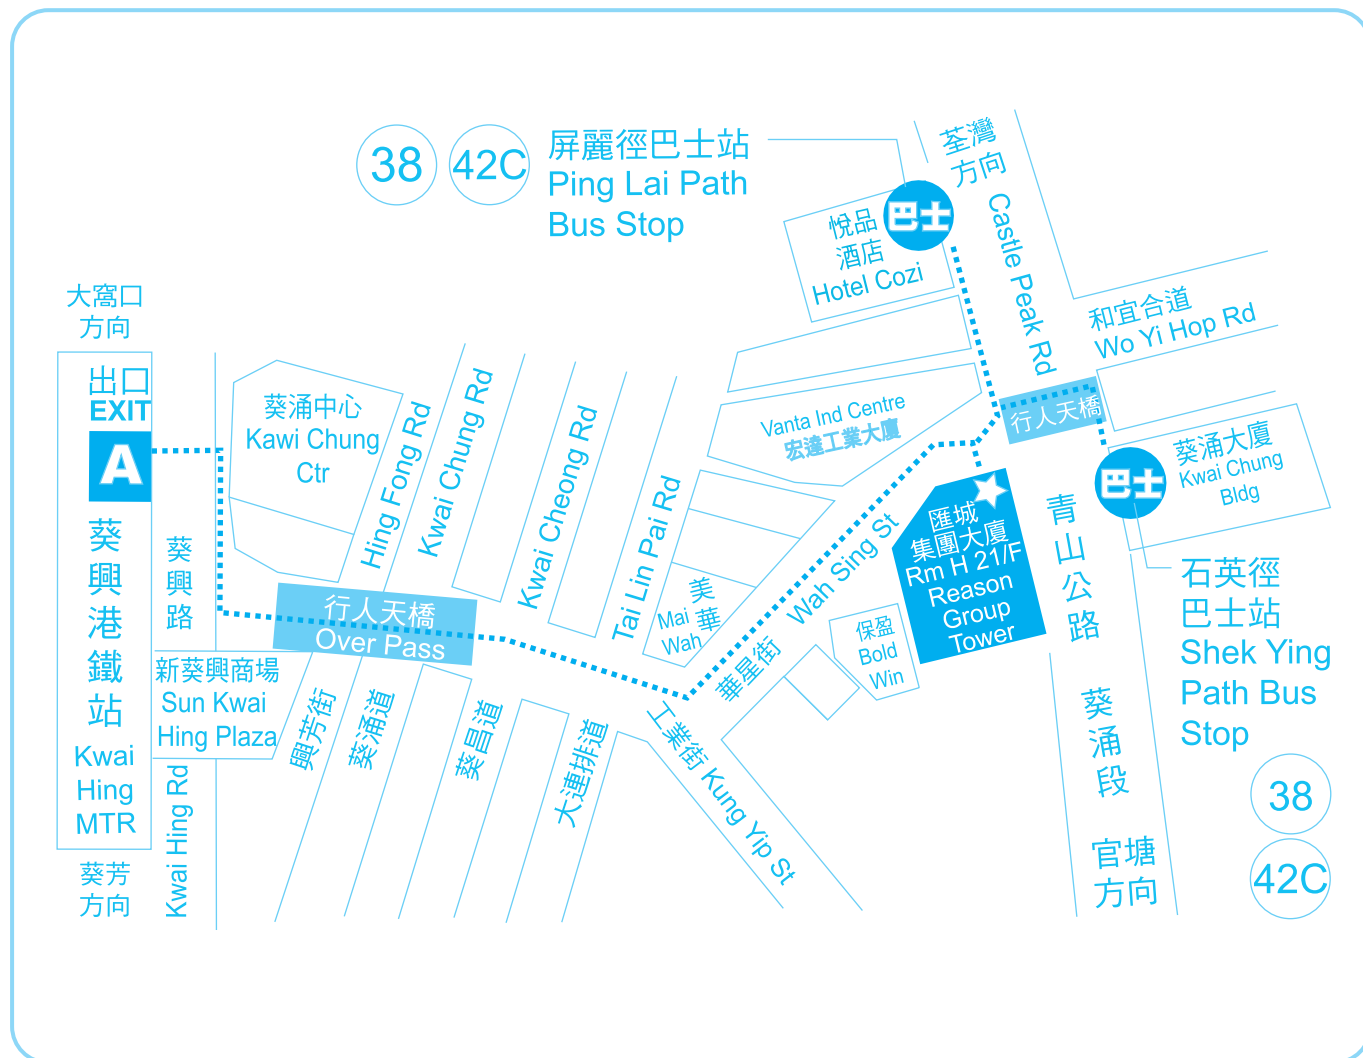 38
42C
屏麗徑巴士站
Ping Lai Path
Bus Stop
荃灣
方向
Castle Peak Rd
巴士
悅品
酒店
Hotel Cozi
和宜合道
Wo Yi Hop Rd
大窩口
方向
出口
EXIT
A
葵興港鐵站
Kwai
Hing
MTR
葵芳
方向
葵興路
Kwai Hing Rd
葵涌中心
Kawi Chung
Ctr
Hing Fong Rd
Kwai Chung Rd
Kwai Cheong Rd
Tai Lin Pai Rd
行人天橋
Over Pass
新葵興商場
Sun Kwai
Hing Plaza
興芳街
葵涌道
葵昌道
大連排道
工業街 Kung Yip St
美華
Mai
Wah
華星街
Wah Sing St
Vanta Ind Centre
宏達工業大廈
行人天橋
巴士
葵涌大廈
Kwai Chung
Bldg
匯城
集團大廈
Rm H 21/F
Reason
Group
Tower
保盈
Bold
Win
青山公路
葵涌段
官塘
方向
石英徑
巴士站
Shek Ying
Path Bus
Stop
38
42C